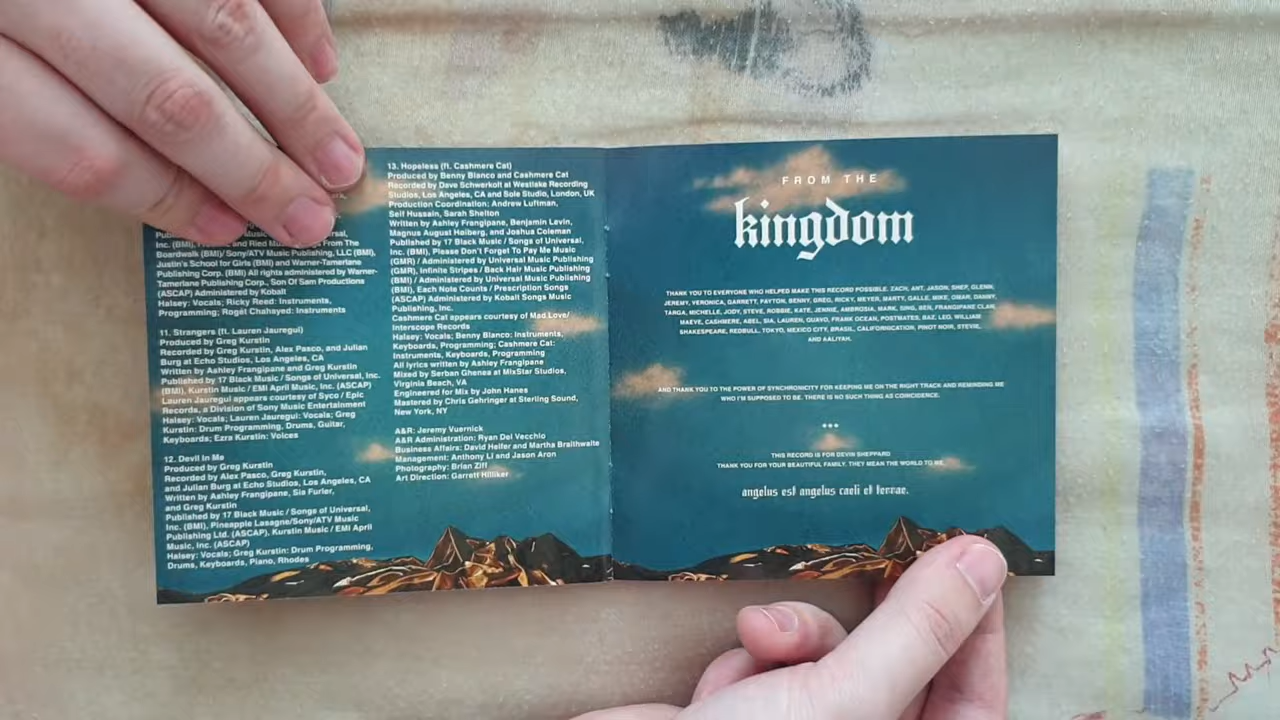 Inc. (BMI),
and Ried Music/Songs From The
Boardwalk (BMI)/ Sony/ATV Music Publishing, LLC (BMI),
Justin's School for Girls (BMI) and Warner-Tamerlane
Publishing Corp. (BMI) All rights administered by Warner-
Tamerlane Publishing Corp., Son Of Sam Productions
(ASCAP) Administered by Kobalt
Halsey: Vocals; Ricky Reed: Instruments,
Programming; Rogét Chahayed: Instruments
11. Strangers (ft. Lauren Jauregui)
Produced by Greg Kurstin
Recorded by Greg Kurstin, Alex Pasco, and Julian
Burg at Echo Studios, Los Angeles, CA
Written by Ashley Frangipane and Greg Kurstin
Published by 17 Black Music / Songs of Universal, Inc.
(BMI), Kurstin Music / EMI April Music, Inc. (ASCAP)
Lauren Jauregui appears courtesy of Syco / Epic
Records, a Division of Sony Music Entertainment
Halsey: Vocals; Lauren Jauregui: Vocals; Greg
Kurstin: Drum Programming, Drums, Guitar,
Keyboards; Ezra Kurstin: Voices
12. Devil In Me
Produced by Greg Kurstin
Recorded by Alex Pasco, Greg Kurstin,
and Julian Burg at Echo Studios, Los Angeles, CA
Written by Ashley Frangipane, Sia Furler,
and Greg Kurstin
Published by 17 Black Music / Songs of Universal,
Inc. (BMI), Pineapple Lasagne/Sony/ATV Music
Publishing Ltd. (ASCAP), Kurstin Music / EMI April
Music, Inc. (ASCAP)
Halsey: Vocals; Greg Kurstin: Drum Programming,
Drums, Keyboards, Piano, Rhodes
13. Hopeless (ft. Cashmere Cat)
Produced by Benny Blanco and Cashmere Cat
Recorded by Dave Schwerkolt at Westlake Recording
Studios, Los Angeles, CA and Sole Studio, London, UK
Production Coordination: Andrew Luftman,
Seif Hussain, Sarah Shelton
Written by Ashley Frangipane, Benjamin Levin,
Magnus August Høiberg, and Joshua Coleman
Published by 17 Black Music / Songs of Universal,
Inc. (BMI), Please Don't Forget To Pay Me Music
(GMR) / Administered by Universal Music Publishing
(GMR), Infinite Stripes / Back Hair Music Publishing
(BMI) / Administered by Universal Music Publishing
(BMI), Each Note Counts / Prescription Songs
(ASCAP) Administered by Kobalt Songs Music
Publishing, Inc.
Cashmere Cat appears courtesy of Mad Love/
Interscope Records
Halsey: Vocals; Benny Blanco: Instruments,
Keyboards, Programming; Cashmere Cat:
Instruments, Keyboards, Programming
All lyrics written by Ashley Frangipane
Mixed by Serban Ghenea at MixStar Studios,
Virginia Beach, VA
Engineered for Mix by John Hanes
Mastered by Chris Gehringer at Sterling Sound,
New York, NY
A&R: Jeremy Vuernick
A&R Administration: Ryan Del Vecchio
Business Affairs: David Helfer and Martha Braithwaite
Management: Anthony Li and Jason Aron
Photography: Brian Ziff
Art Direction: Garrett Hilliker
FROM THE
kingdom
THANK YOU TO EVERYONE WHO HELPED MAKE THIS RECORD POSSIBLE. ZACH, ANT, JASON, SHEP, GLENN,
JEREMY, VERONICA, GARRETT, PAYTON, BENNY, GREG, RICKY, MEYER, MARTY, GALLE, MIKE, OMAR, DANNY,
TARGA, MICHELLE, JODY, STEVE, ROBBIE, KATE, JENNIE, AMBROSIA, MARK, SING, BEN, FRANGIPANE CLAN,
MAEVE, CASHMERE, ABEL, SIA, LAUREN, QUAVO, FRANK OCEAN, POSTMATES, BAZ, LEO, WILLIAM
SHAKESPEARE, REDBULL, TOKYO, MEXICO CITY, BRASIL, CALIFORNICATION, PINOT NOIR, STEVIE,
AND AALIYAH.
AND THANK YOU TO THE POWER OF SYNCHRONICITY FOR KEEPING ME ON THE RIGHT TRACK AND REMINDING ME
WHO I'M SUPPOSED TO BE. THERE IS NO SUCH THING AS COINCIDENCE.
***
THIS RECORD IS FOR DEVIN SHEPPARD
THANK YOU FOR YOUR BEAUTIFUL FAMILY. THEY MEAN THE WORLD TO ME.
angelus est angelus caeli et terrae.